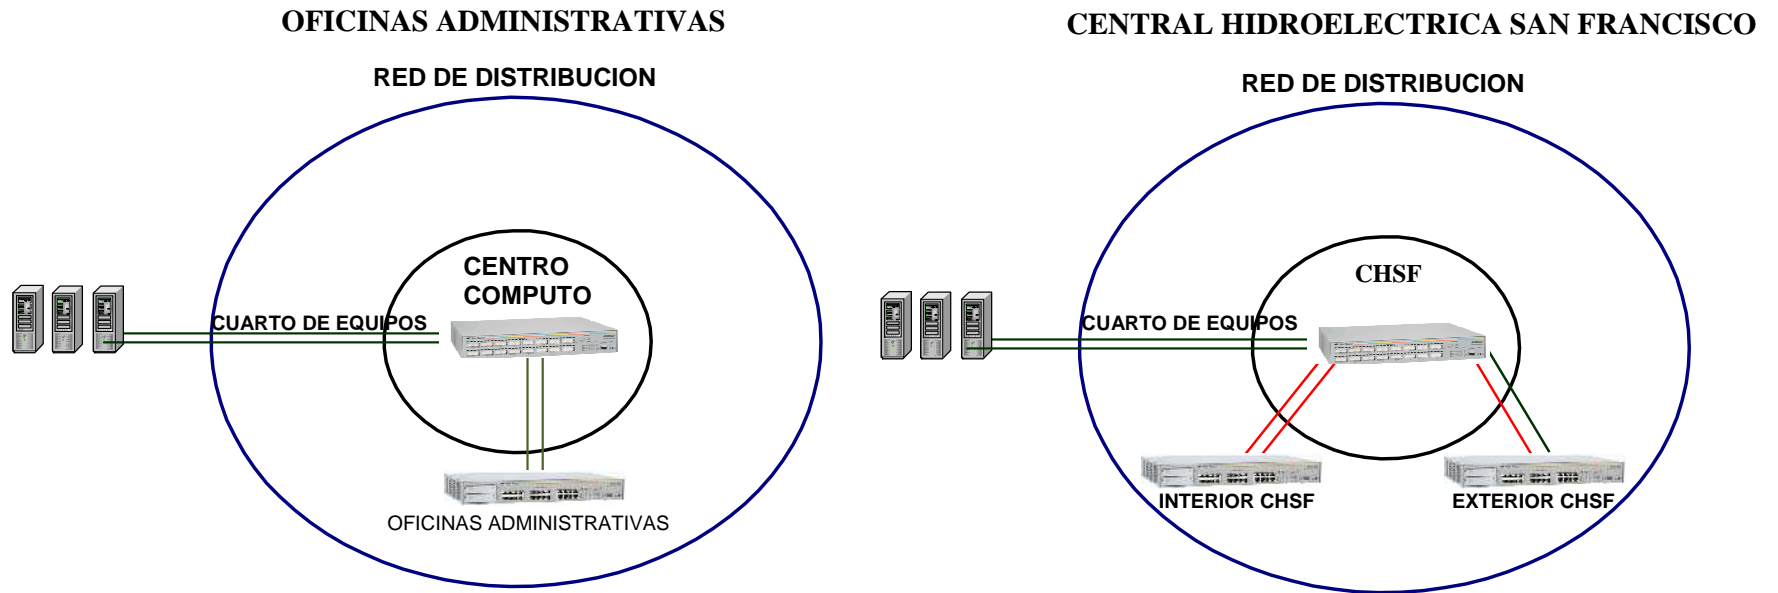 OFICINAS ADMINISTRATIVAS
RED DE DISTRIBUCION
CENTRO
COMPUTO
CUARTO DE EQUIPOS
OFICINAS ADMINISTRATIVAS
CENTRAL HIDROELECTRICA SAN FRANCISCO
RED DE DISTRIBUCION
CHSF
CUARTO DE EQUIPOS
INTERIOR CHSF
EXTERIOR CHSF